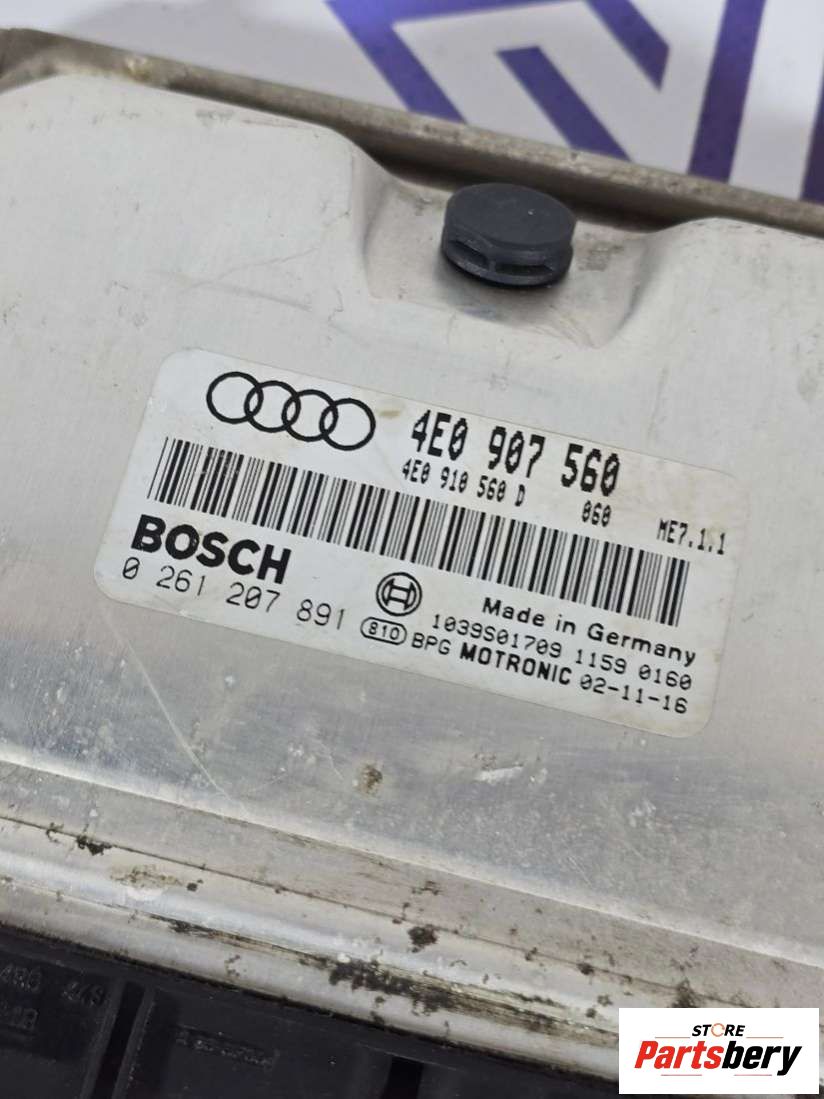 4E0 907 560
4E0 910 560 D 060 ME7.1.1
BOSCH
0 261 207 891
Made in Germany
1039S01709 1159 0160
810 BPG MOTRONIC 02-11-16
STORE
Partsbery